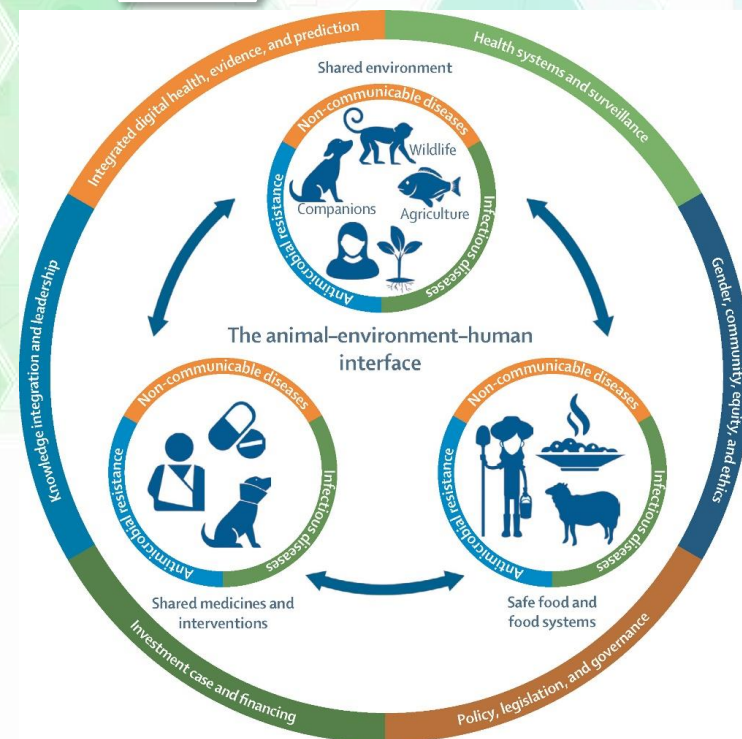 Integrated digital health, evidence, and prediction
Health systems and surveillance
Shared environment
Non-communicable diseases
Wildlife
Companions
Agriculture
Antimicrobial resistance
Infectious diseases
Knowledge integration and leadership
Gender, community, equity, and ethics
The animal–environment–human
interface
Non-communicable diseases
Antimicrobial resistance
Infectious diseases
Shared medicines and
interventions
Non-communicable diseases
Antimicrobial resistance
Infectious diseases
Safe food and
food systems
Investment case and financing
Policy, legislation, and governance